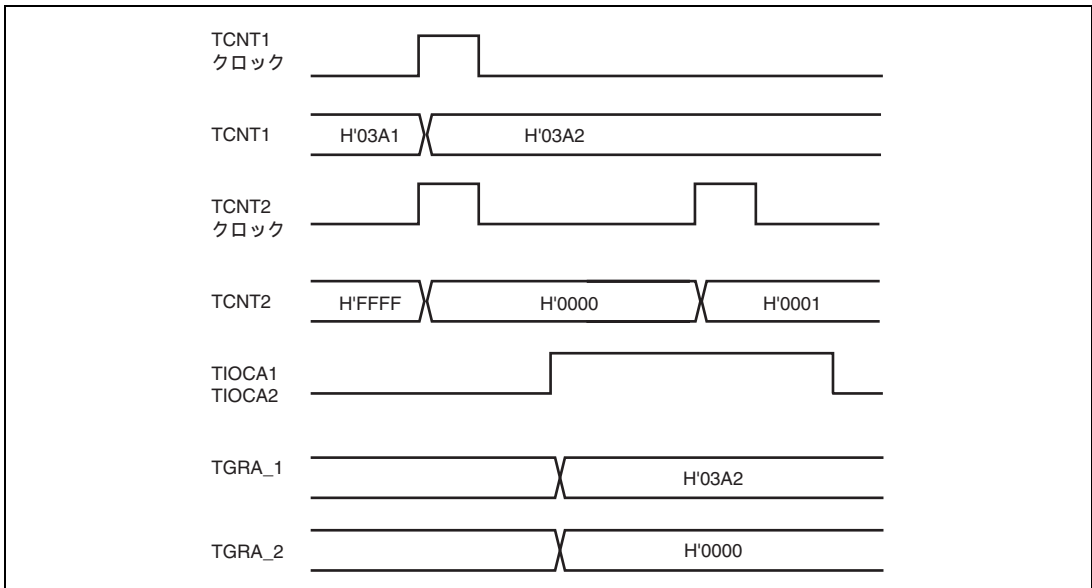 TCNT1
クロック
TCNT1
H'03A1
H'03A2
TCNT2
クロック
TCNT2
H'FFFF
H'0000
H'0001
TIOCA1
TIOCA2
TGRA_1
H'03A2
TGRA_2
H'0000